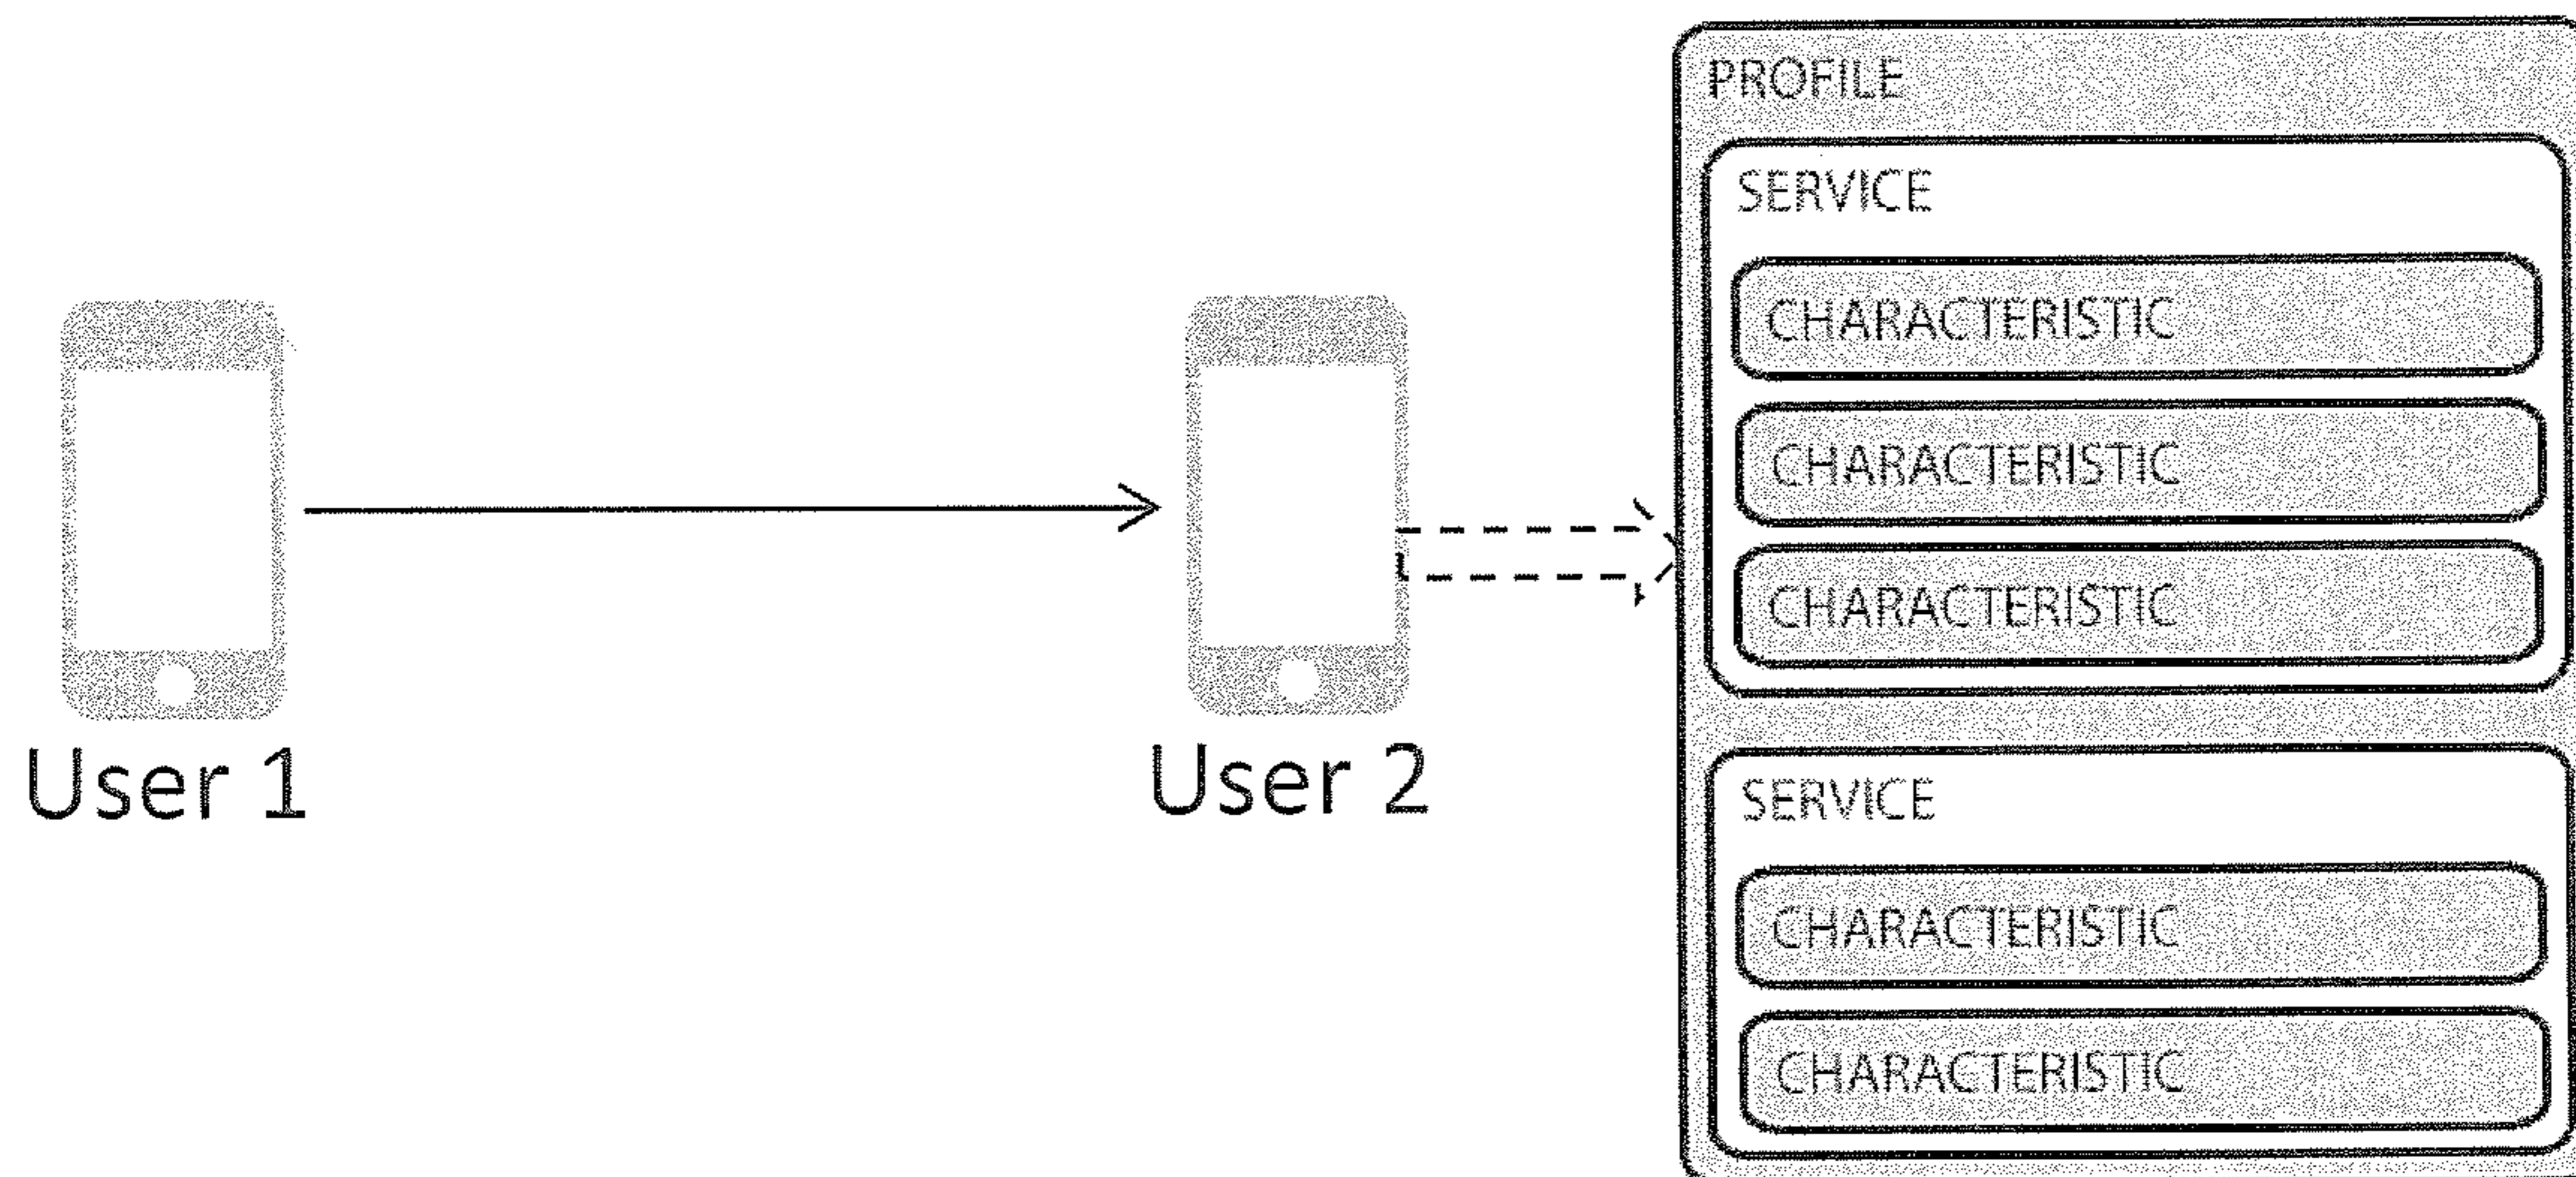 User 1
User 2
PROFILE
SERVICE
CHARACTERISTIC
CHARACTERISTIC
CHARACTERISTIC
SERVICE
CHARACTERISTIC
CHARACTERISTIC